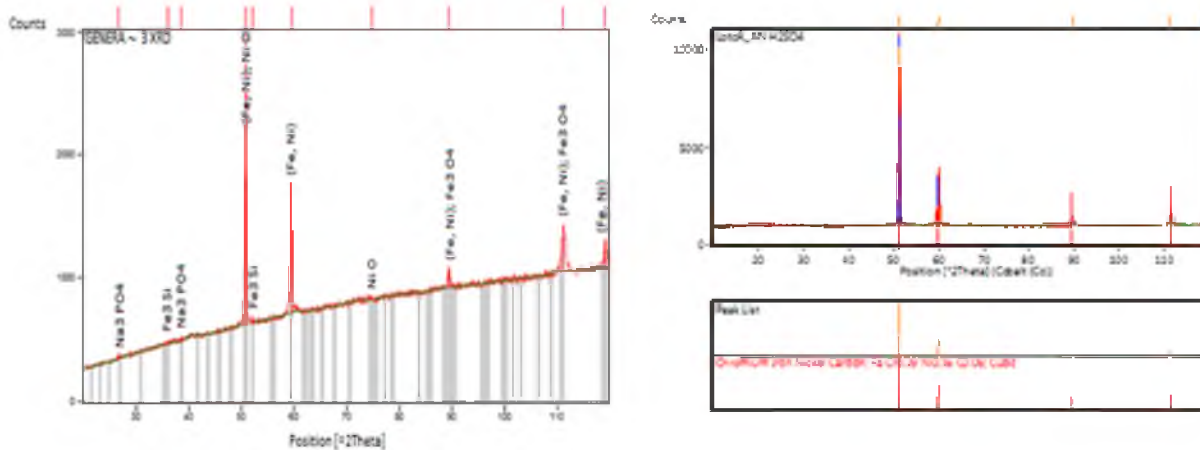 Counts
3000
GENERA ~ 3 XRD
2000
1000
0
Na3 PO4
Fe3 Si
Na3 PO4
(Fe, Ni); Ni O
Fe3 Si
(Fe, Ni)
Ni O
(Fe, Ni); Fe3 O4
(Fe, Ni); Fe3 O4
(Fe, Ni)
30
40
50
60
70
80
90
100
110
Position [°2Theta]
Counts
10000
5000
0
20
30
40
50
60
70
80
90
100
110
Position [°2Theta] (Cobalt (Co))
Peak List